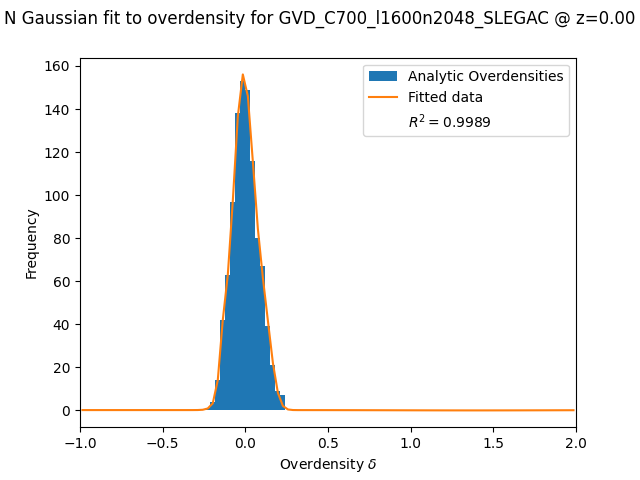 N Gaussian fit to overdensity for GVD_C700_l1600n2048_SLEGAC @ z=0.00
160
140
120
100
80
60
40
20
0
Frequency
Analytic Overdensities
Fitted data
R² = 0.9989
−1.0 −0.5 0.0 0.5 1.0 1.5 2.0
Overdensity δ